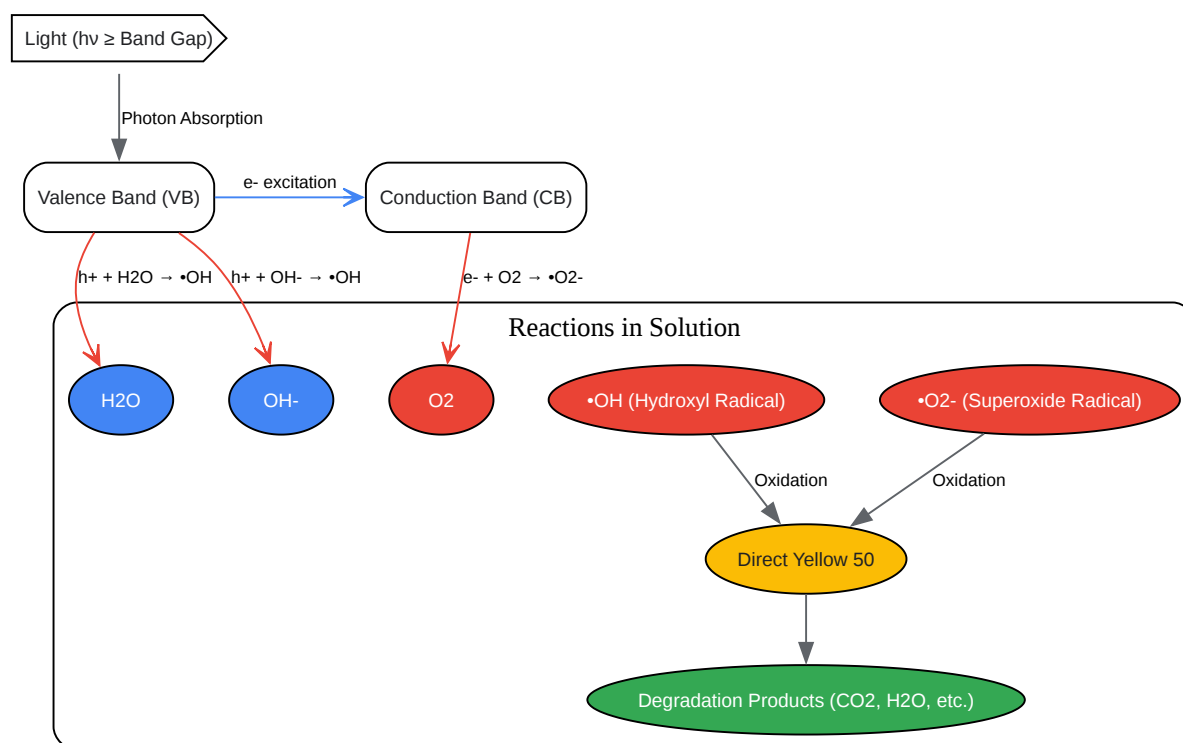 Light (hν ≥ Band Gap)
Photon Absorption
Valence Band (VB)
e- excitation
Conduction Band (CB)
h+ + H2O → •OH
h+ + OH- → •OH
e- + O2 → •O2-
Reactions in Solution
H2O
OH-
O2
•OH (Hydroxyl Radical)
•O2- (Superoxide Radical)
Oxidation
Oxidation
Direct Yellow 50
Degradation Products (CO2, H2O, etc.)